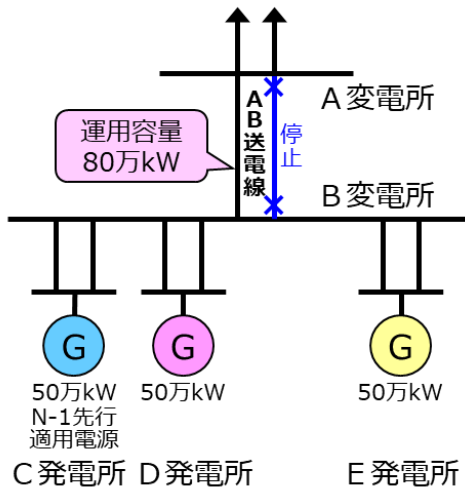 A変電所
AB送電線
停止
運用容量
80万kW
B変電所
G
G
G
50万kW
N-1先行
適用電源
50万kW
50万kW
C発電所
D発電所
E発電所